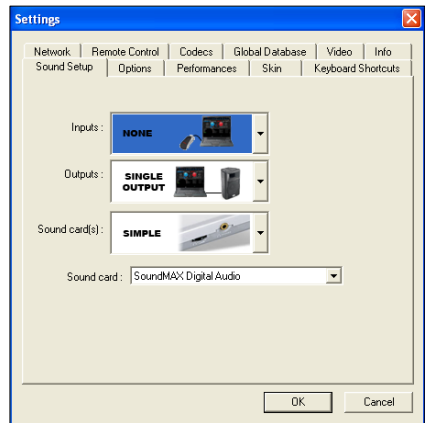 Settings
Network Remote Control Codecs Global Database Video Info
Sound Setup Options Performances Skin Keyboard Shortcuts
Inputs : NONE
Outputs : SINGLE
OUTPUT
Sound card(s) : SIMPLE
Sound card : SoundMAX Digital Audio
OK Cancel